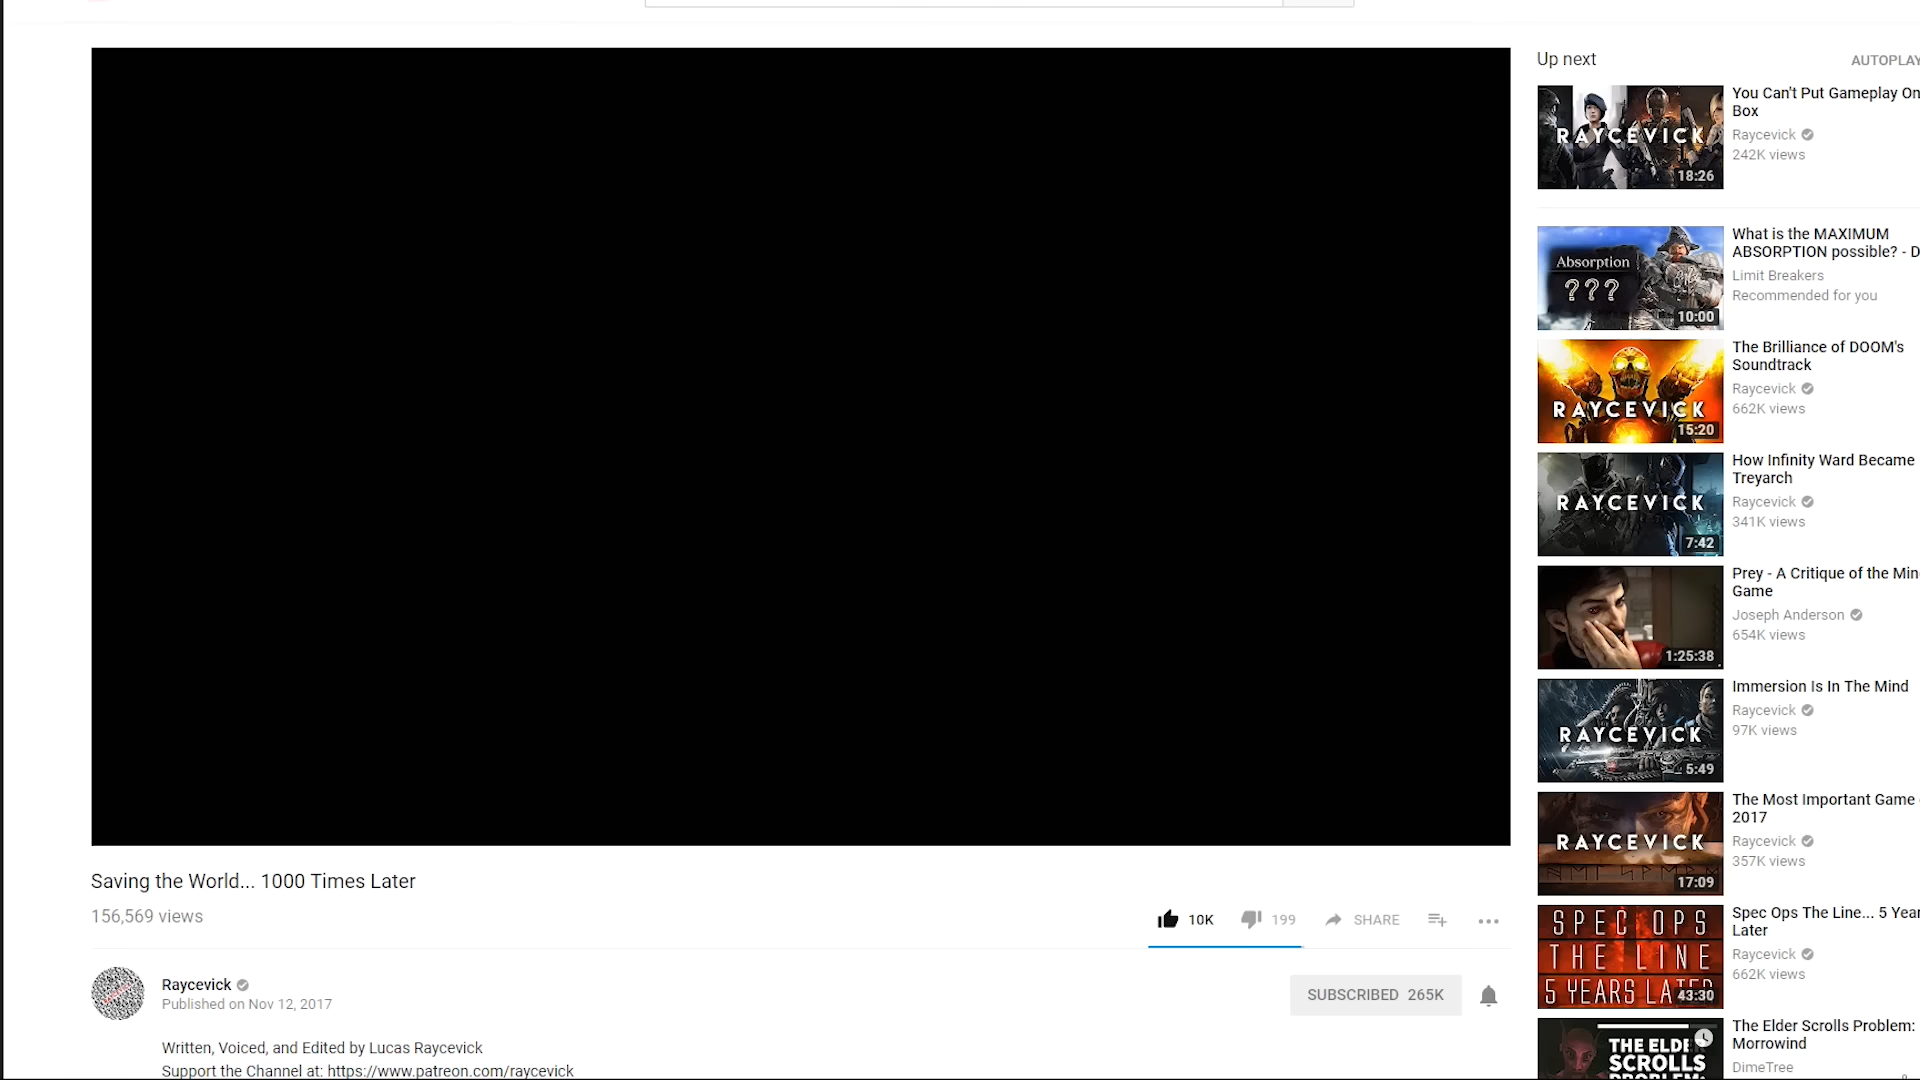 Up next
AUTOPLAY
You Can't Put Gameplay On
Box
Raycevick
242K views
RAYCEVICK
18:26
What is the MAXIMUM
ABSORPTION possible? - D
Limit Breakers
Recommended for you
Absorption
???
10:00
The Brilliance of DOOM's
Soundtrack
Raycevick
662K views
RAYCEVICK
15:20
How Infinity Ward Became
Treyarch
Raycevick
341K views
RAYCEVICK
7:42
Prey - A Critique of the Min
Game
Joseph Anderson
654K views
1:25:38
Immersion Is In The Mind
Raycevick
97K views
RAYCEVICK
5:49
The Most Important Game
2017
Raycevick
357K views
RAYCEVICK
17:09
Spec Ops The Line... 5 Year
Later
Raycevick
662K views
SPEC OPS
THE LINE
5 YEARS LATER
43:30
The Elder Scrolls Problem:
Morrowind
DimeTree
THE ELDE
SCROLLS
PROBLEM:
Saving the World... 1000 Times Later
156,569 views
10K
199
SHARE
Raycevick
Published on Nov 12, 2017
SUBSCRIBED 265K
Written, Voiced, and Edited by Lucas Raycevick
Support the Channel at: https://www.patreon.com/raycevick